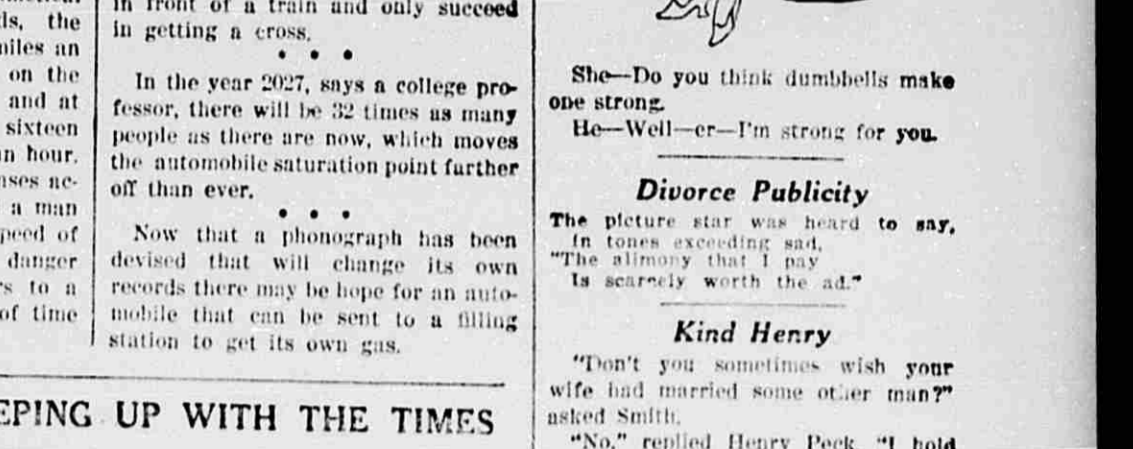 ls, the
miles an
on the
and at
sixteen
an hour.
nses ac-
a man
speed of
danger
rs to a
of time
in front of a train and only succeed
in getting a cross.
• • •
In the year 2027, says a college pro-
fessor, there will be 32 times as many
people as there are now, which moves
the automobile saturation point further
off than ever.
• • •
Now that a phonograph has been
devised that will change its own
records there may be hope for an auto-
mobile that can be sent to a filling
station to get its own gas.
EPING UP WITH THE TIMES
She—Do you think dumbbells make
one strong.
He—Well—er—I'm strong for you.
Divorce Publicity
The picture star was heard to say,
In tones exceeding sad,
"The alimony that I pay
Is scarcely worth the ad."
Kind Henry
"Don't you sometimes wish your
wife had married some other man?"
asked Smith.
"No," replied Henry Peck, "I hold